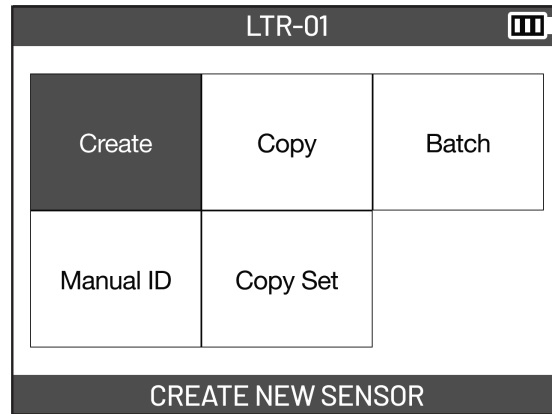 LTR-01
Create Copy Batch
Manual ID Copy Set
CREATE NEW SENSOR